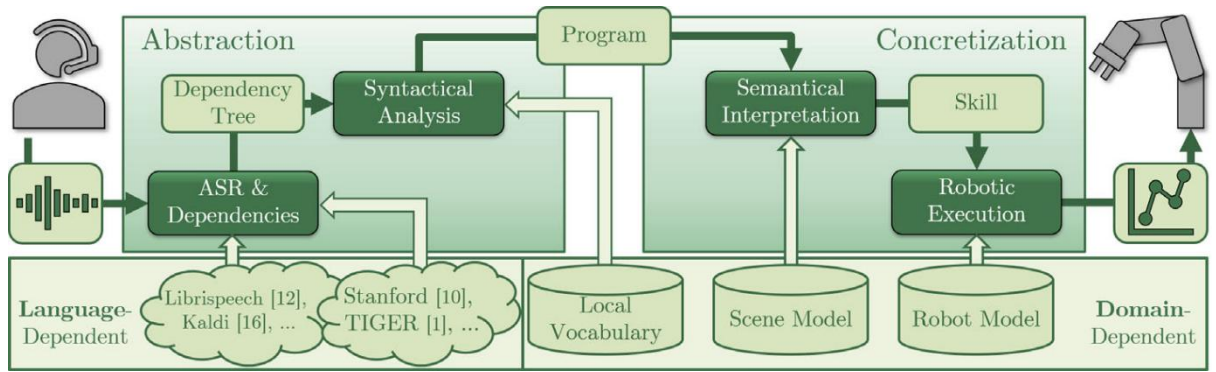 Abstraction
Program
Concretization
Dependency
Tree
Syntactical
Analysis
Semantical
Interpretation
Skill
ASR &
Dependencies
Robotic
Execution
Language-
Dependent
Librispeech [12],
Kaldi [16], ...
Stanford [10],
TIGER [1], ...
Local
Vocabulary
Scene Model
Robot Model
Domain-
Dependent